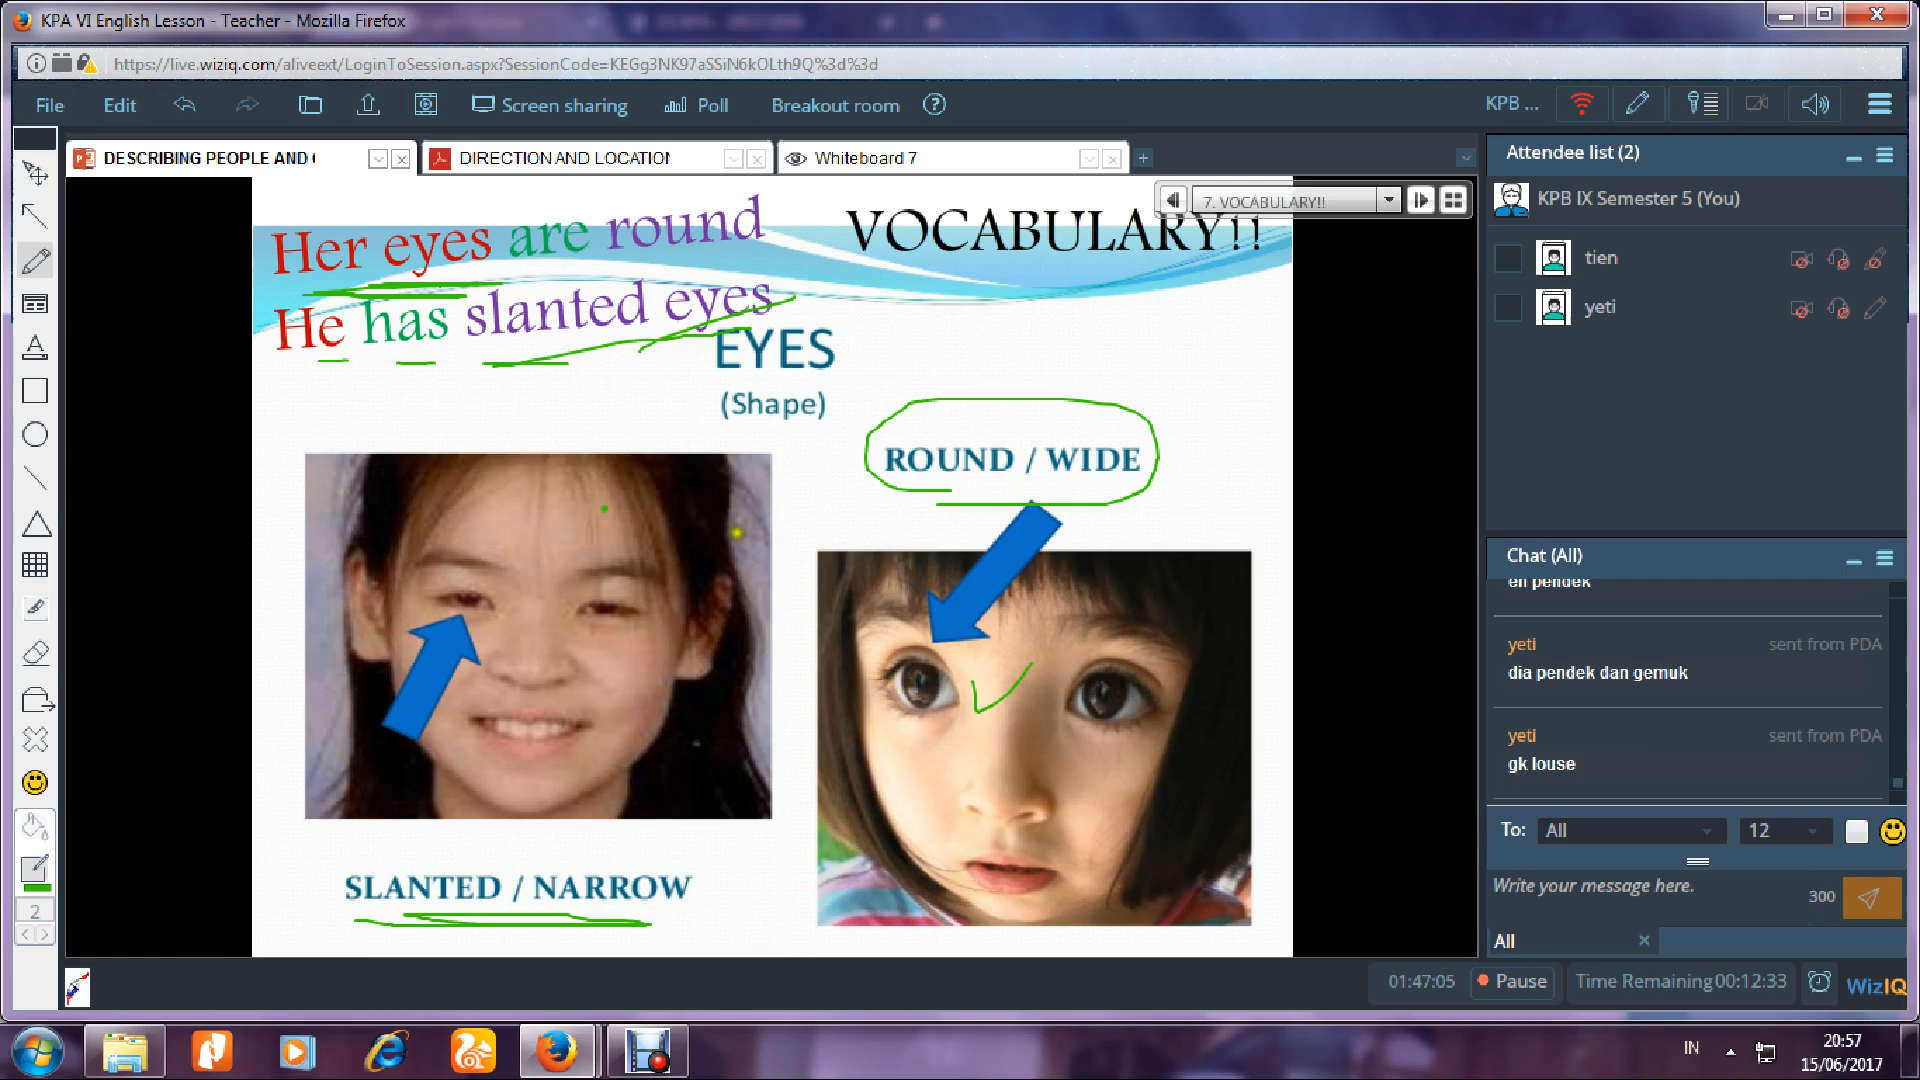 KPA VI English Lesson - Teacher - Mozilla Firefox
https://live.wiziq.com/aliveext/LoginToSession.aspx?SessionCode=KEGg3NK97aSSiN6kOLth9Q%3d%3d
File Edit Screen sharing Poll Breakout room ? KPB ...
DESCRIBING PEOPLE AND
DIRECTION AND LOCATION
Whiteboard 7
7. VOCABULARY!!
VOCABULARY!!
Her eyes are round
He has slanted eyes
EYES
(Shape)
ROUND / WIDE
SLANTED / NARROW
2
Attendee list (2)
KPB IX Semester 5 (You)
tien
yeti
Chat (All)
en pendek
yeti sent from PDA
dia pendek dan gemuk
yeti sent from PDA
gk louse
To: All 12
Write your message here. 300
All
01:47:05 Pause Time Remaining 00:12:33 WizIQ
IN 20:57
15/06/2017